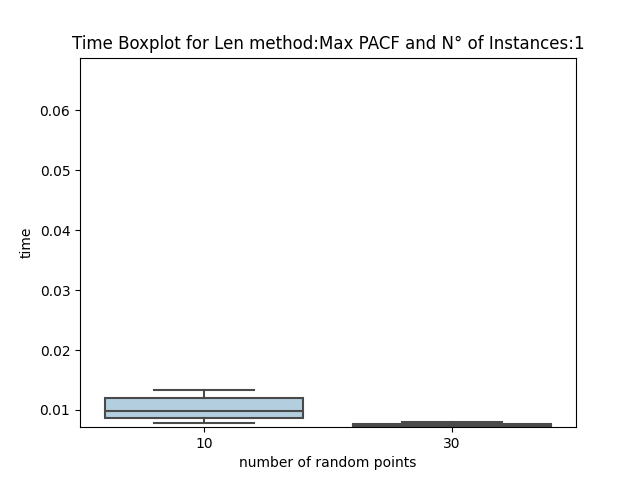 Time Boxplot for Len method:Max PACF and N° of Instances:1
0.06
0.05
0.04
0.03
0.02
0.01
time
10
30
number of random points